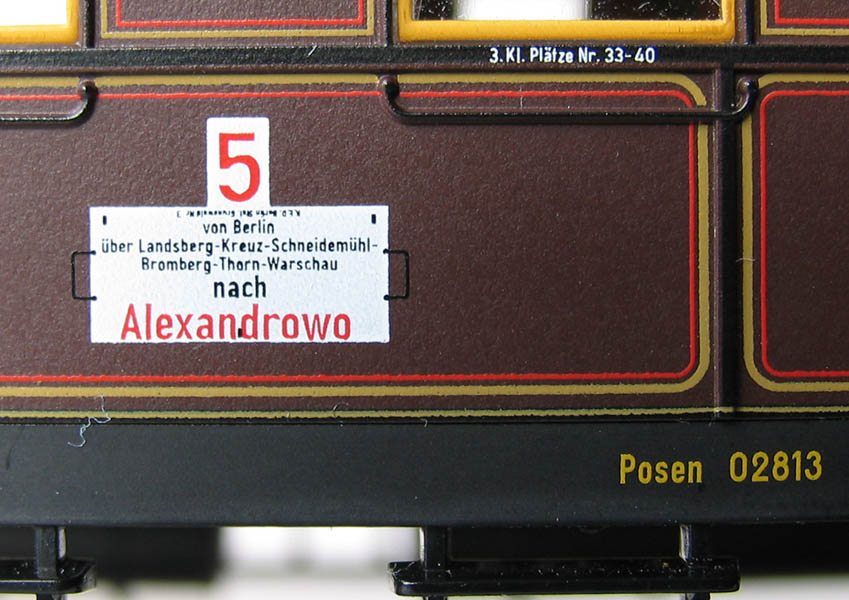 3.Kl. Plätze Nr. 33-40
5
von Berlin
über Landsberg-Kreuz-Schneidemühl-
Bromberg-Thorn-Warschau
nach
Alexandrowo
Posen 02813